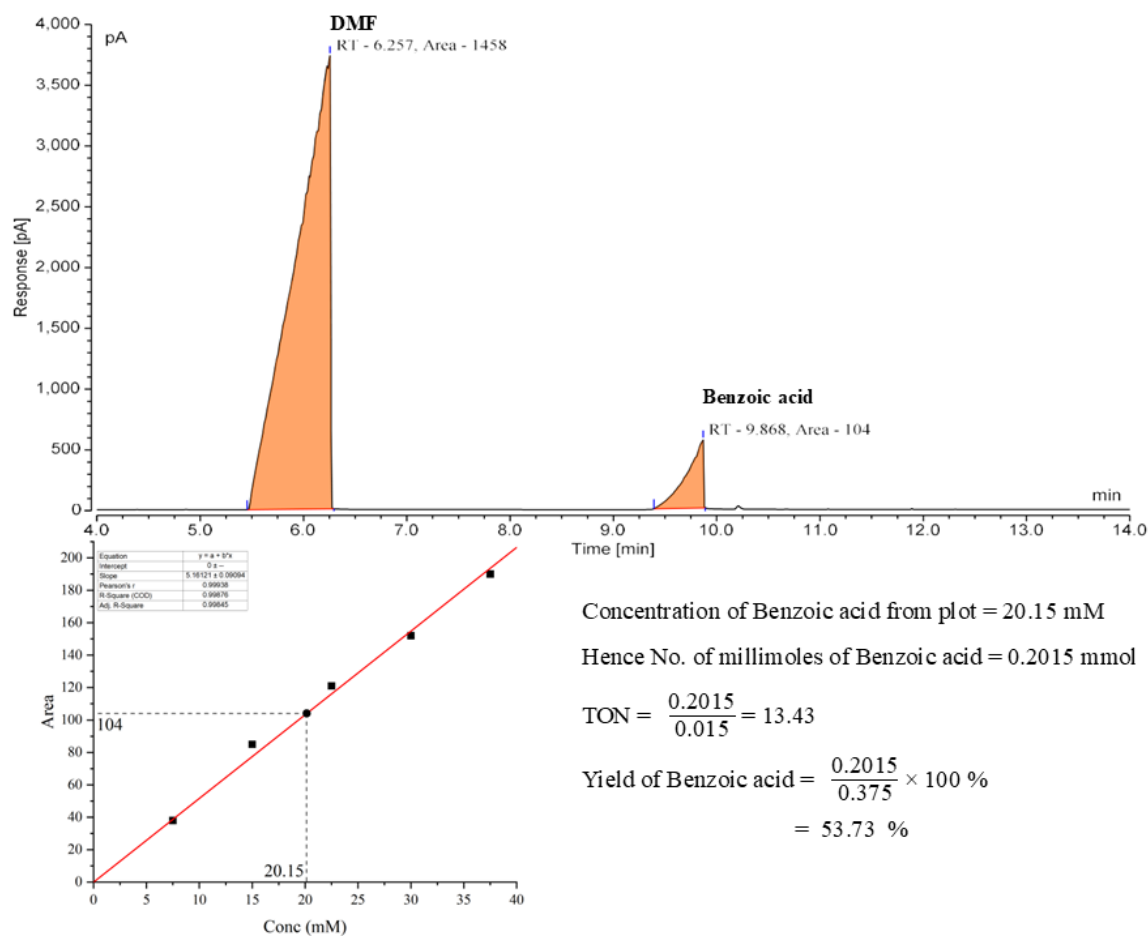 DMF
RT - 6.257, Area - 1458
pA
4,000
3,500
3,000
2,500
2,000
1,500
1,000
500
0
Response [pA]
Benzoic acid
RT - 9.868, Area - 104
min
4.0 5.0 6.0 7.0 8.0 9.0 10.0 11.0 12.0 13.0 14.0
Time [min]
Equation y = a + b*x
Intercept 0 ± --
Slope 5.16121 ± 0.09094
Pearson's r 0.99938
R-Square (COD) 0.99876
Adj. R-Square 0.99845
200
180
160
140
120
100
80
60
40
20
0
Area
104
20.15
0 5 10 15 20 25 30 35 40
Conc (mM)
Concentration of Benzoic acid from plot = 20.15 mM
Hence No. of millimoles of Benzoic acid = 0.2015 mmol
TON = 0.2015 / 0.015 = 13.43
Yield of Benzoic acid = 0.2015 / 0.375 × 100 %
= 53.73 %